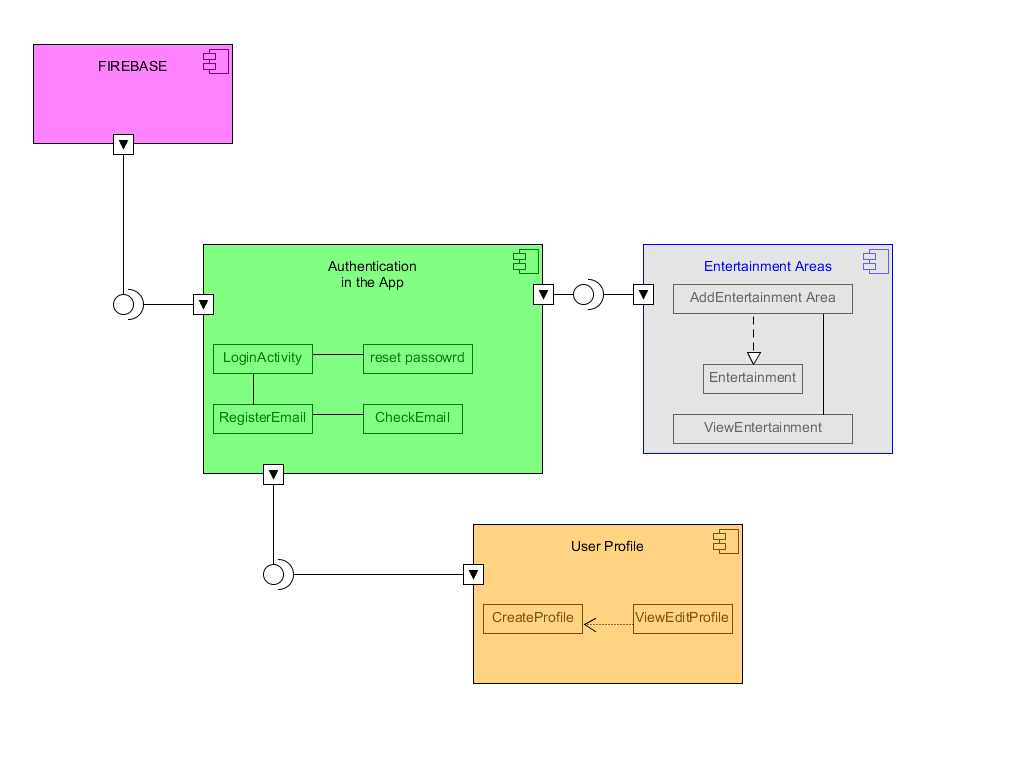 FIREBASE
Authentication
in the App
Entertainment Areas
AddEntertainment Area
LoginActivity
reset passowrd
Entertainment
RegisterEmail
CheckEmail
ViewEntertainment
User Profile
CreateProfile
ViewEditProfile